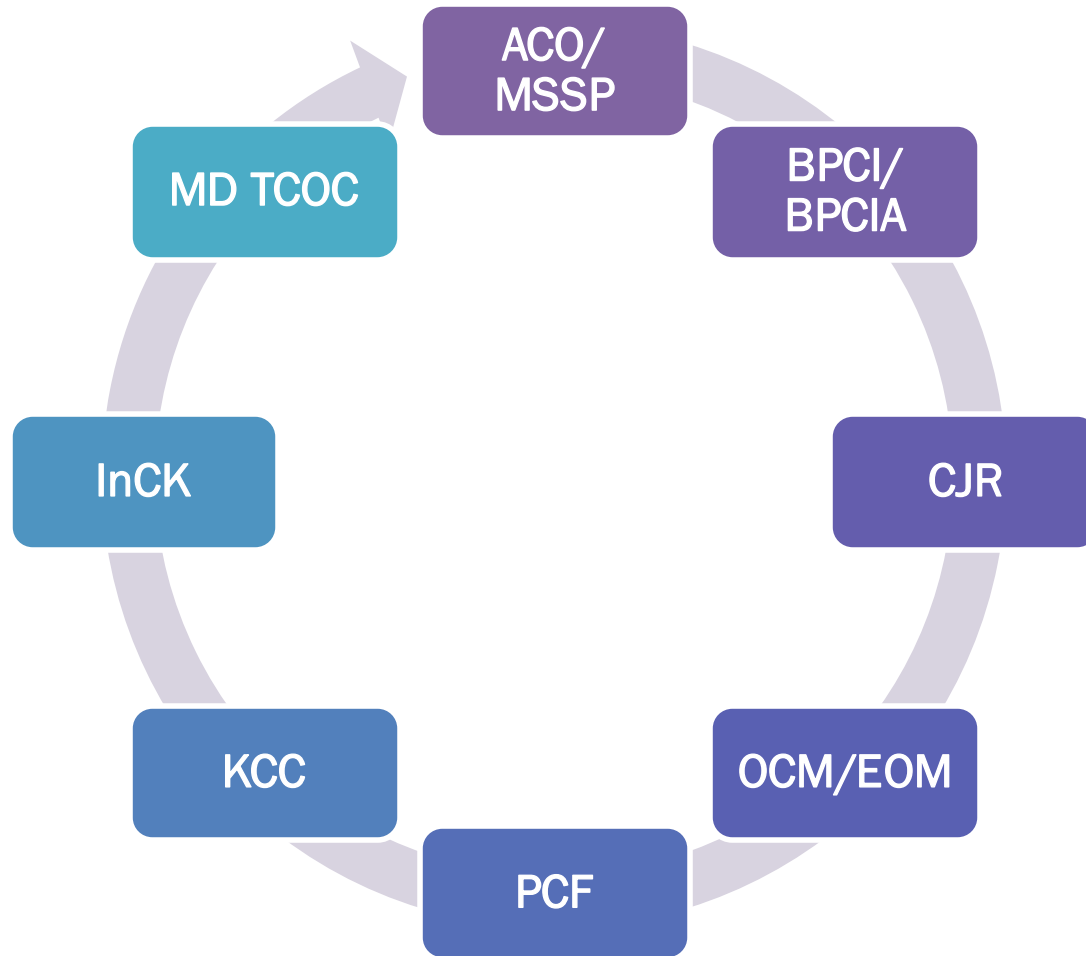 ACO/
MSSP
BPCI/
BPCIA
CJR
OCM/EOM
PCF
KCC
InCK
MD TCOC